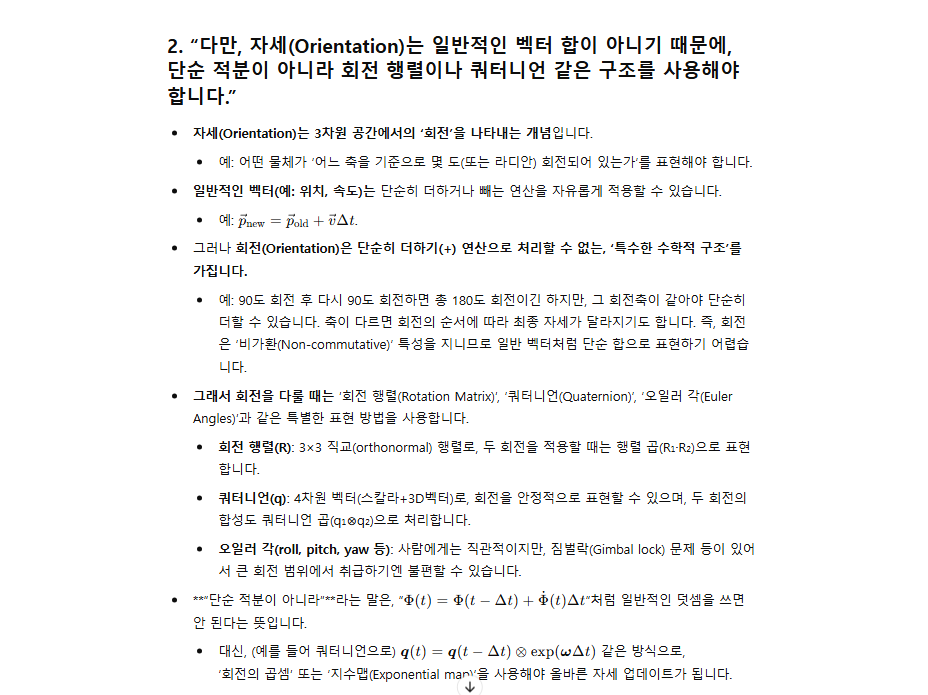 2. “다만, 자세(Orientation)는 일반적인 벡터 합이 아니기 때문에,
단순 적분이 아니라 회전 행렬이나 쿼터니언 같은 구조를 사용해야
합니다.”
• 자세(Orientation)는 3차원 공간에서의 ‘회전’을 나타내는 개념입니다.
• 예: 어떤 물체가 ‘어느 축을 기준으로 몇 도(또는 라디안) 회전되어 있는가’를 표현해야 합니다.
• 일반적인 벡터(예: 위치, 속도)는 단순히 더하거나 빼는 연산을 자유롭게 적용할 수 있습니다.
• 예: $\vec{p}_{\text{new}} = \vec{p}_{\text{old}} + \vec{v}\Delta t$.
• 그러나 회전(Orientation)은 단순히 더하기(+) 연산으로 처리할 수 없는, ‘특수한 수학적 구조’를
가집니다.
• 예: 90도 회전 후 다시 90도 회전하면 총 180도 회전이긴 하지만, 그 회전축이 같아야 단순히
더할 수 있습니다. 축이 다르면 회전의 순서에 따라 최종 자세가 달라지기도 합니다. 즉, 회전
은 ‘비가환(Non-commutative)’ 특성을 지니므로 일반 벡터처럼 단순 합으로 표현하기 어렵습
니다.
• 그래서 회전을 다룰 때는 ‘회전 행렬(Rotation Matrix)’, ‘쿼터니언(Quaternion)’, ‘오일러 각(Euler
Angles)’과 같은 특별한 표현 방법을 사용합니다.
• 회전 행렬(R): 3×3 직교(orthonormal) 행렬로, 두 회전을 적용할 때는 행렬 곱(R₁·R₂)으로 표현
합니다.
• 쿼터니언(q): 4차원 벡터(스칼라+3D벡터)로, 회전을 안정적으로 표현할 수 있으며, 두 회전의
합성도 쿼터니언 곱(q₁⊗q₂)으로 처리합니다.
• 오일러 각(roll, pitch, yaw 등): 사람에게는 직관적이지만, 짐벌락(Gimbal lock) 문제 등이 있어
서 큰 회전 범위에서 취급하기엔 불편할 수 있습니다.
• **“단순 적분이 아니라”**라는 말은, “$\Phi(t) = \Phi(t - \Delta t) + \dot{\Phi}(t)\Delta t$”처럼 일반적인 덧셈을 쓰면
안 된다는 뜻입니다.
• 대신, (예를 들어 쿼터니언으로) $\boldsymbol{q}(t) = \boldsymbol{q}(t - \Delta t) \otimes \exp(\boldsymbol{\omega}\Delta t)$ 같은 방식으로,
‘회전의 곱셈’ 또는 ‘지수맵(Exponential map)’을 사용해야 올바른 자세 업데이트가 됩니다.